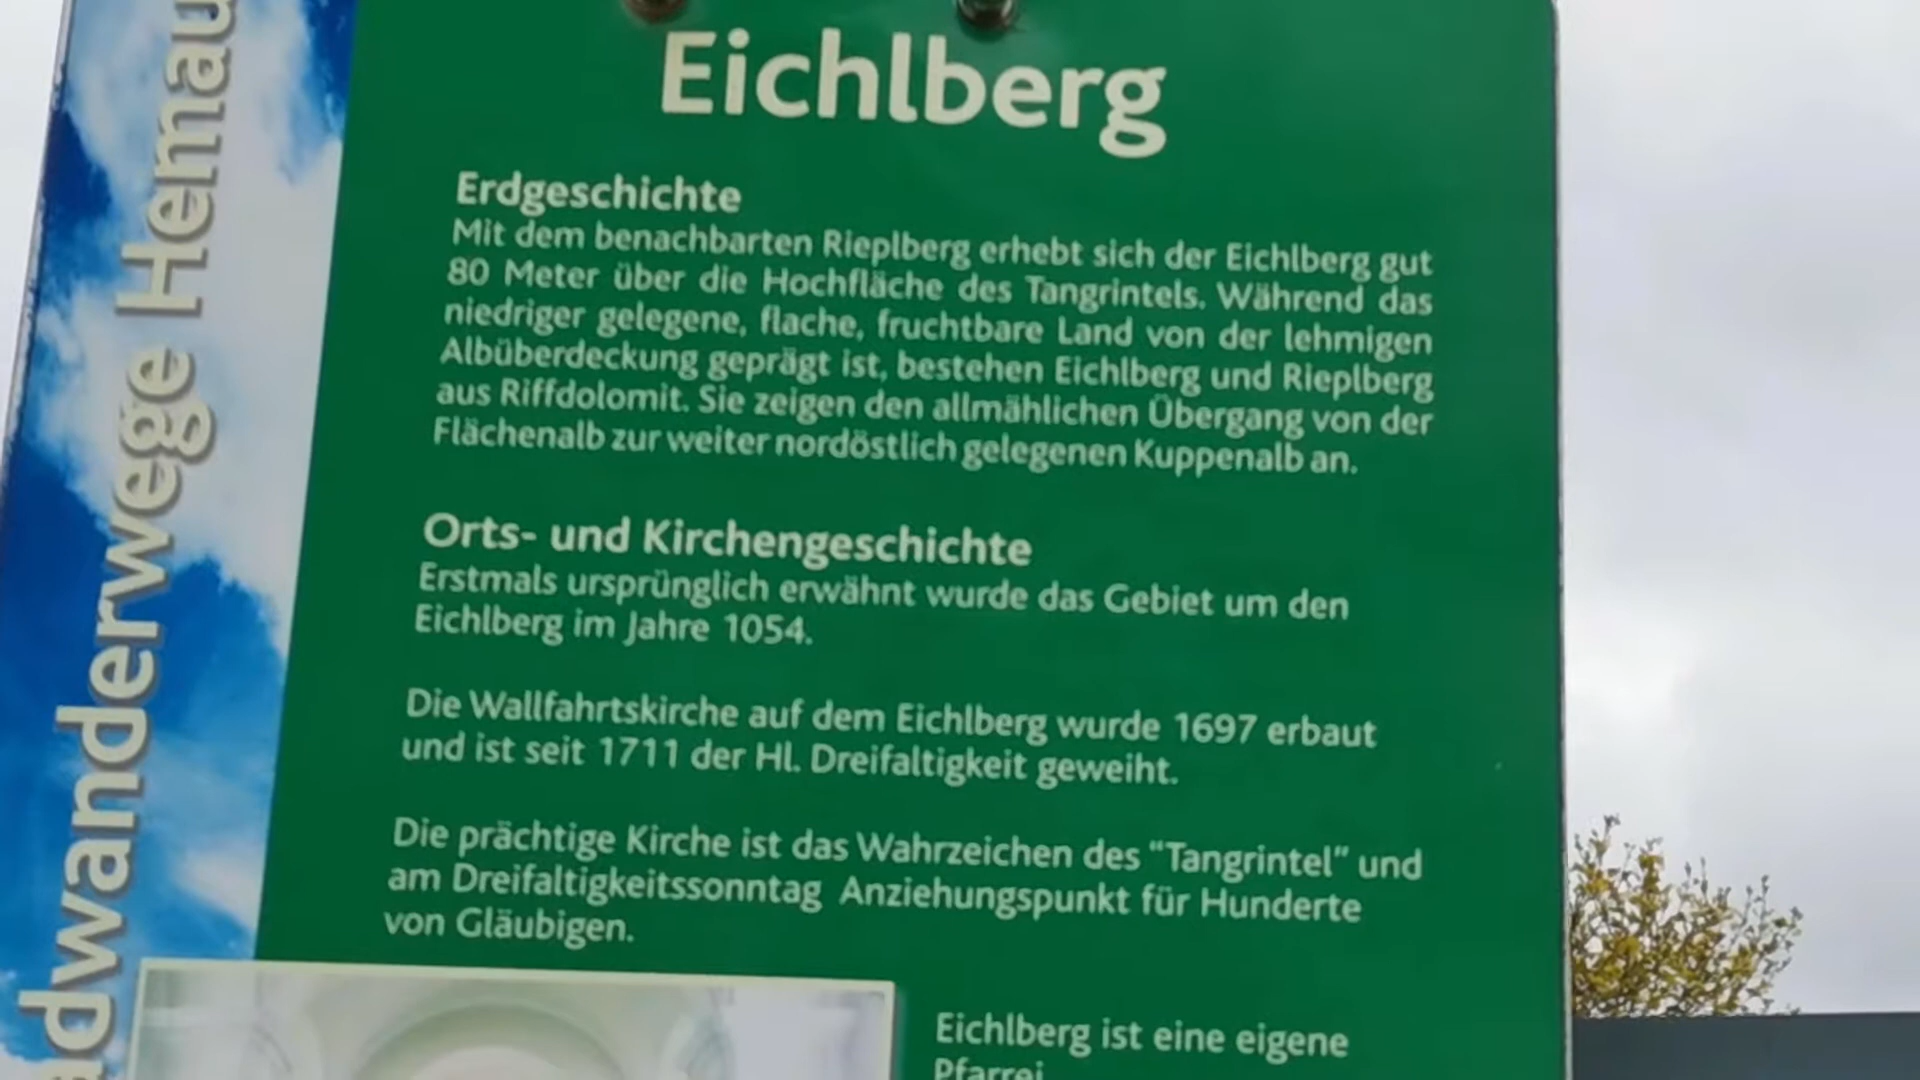 Eichlberg
Erdgeschichte
Mit dem benachbarten Rieplberg erhebt sich der Eichlberg gut
80 Meter über die Hochfläche des Tangrintels. Während das
niedriger gelegene, flache, fruchtbare Land von der lehmigen
Albüberdeckung geprägt ist, bestehen Eichlberg und Rieplberg
aus Riffdolomit. Sie zeigen den allmählichen Übergang von der
Flächenalb zur weiter nordöstlich gelegenen Kuppenalb an.
Orts- und Kirchengeschichte
Erstmals ursprünglich erwähnt wurde das Gebiet um den
Eichlberg im Jahre 1054.
Die Wallfahrtskirche auf dem Eichlberg wurde 1697 erbaut
und ist seit 1711 der Hl. Dreifaltigkeit geweiht.
Die prächtige Kirche ist das Wahrzeichen des "Tangrintel" und
am Dreifaltigkeitssonntag Anziehungspunkt für Hunderte
von Gläubigen.
Eichlberg ist eine eigene
Pfarrei
dwanderwege Hemau